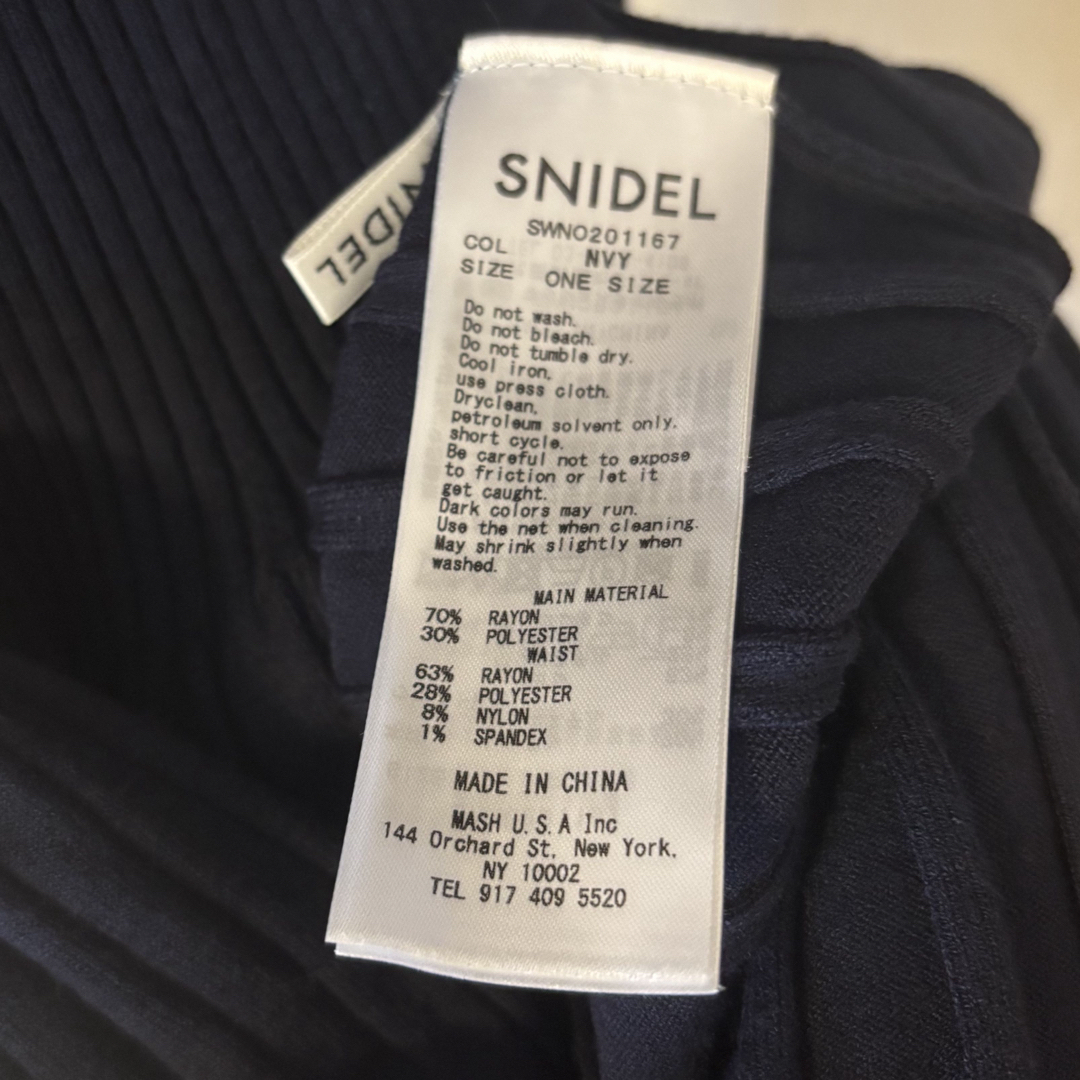 SNIDEL
SNIDEL
SWNO201167
COL NVY
SIZE ONE SIZE
Do not wash.
Do not bleach.
Do not tumble dry.
Cool iron,
use press cloth.
Dryclean,
petroleum solvent only.
short cycle.
Be careful not to expose
to friction or let it
get caught.
Dark colors may run.
Use the net when cleaning.
May shrink slightly when
washed.
MAIN MATERIAL
70% RAYON
30% POLYESTER
WAIST
63% RAYON
28% POLYESTER
8% NYLON
1% SPANDEX
MADE IN CHINA
MASH U.S.A Inc
144 Orchard St, New York,
NY 10002
TEL 917 409 5520